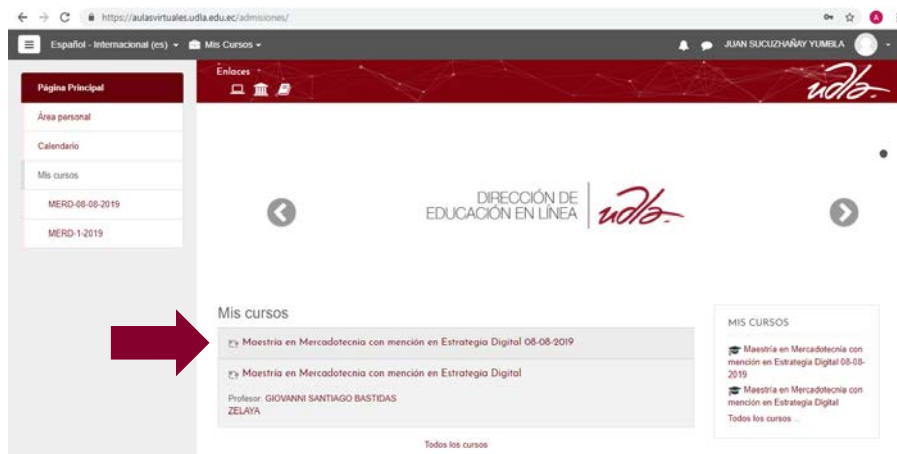 https://aulasvirtuales.udla.edu.ec/admisiones/
Español - Internacional (es)
Mis Cursos
JUAN SUCUZHAÑAY YUMBLA
Página Principal
Área personal
Calendario
Mis cursos
MERD-08-08-2019
MERD-1-2019
Enlaces
udla-
DIRECCIÓN DE
EDUCACIÓN EN LÍNEA
udla-
Mis cursos
Maestría en Mercadotecnia con mención en Estrategia Digital 08-08-2019
Maestría en Mercadotecnia con mención en Estrategia Digital
Profesor: GIOVANNI SANTIAGO BASTIDAS
ZELAYA
Todos los cursos
MIS CURSOS
Maestría en Mercadotecnia con
mención en Estrategia Digital 08-08-
2019
Maestría en Mercadotecnia con
mención en Estrategia Digital
Todos los cursos ...